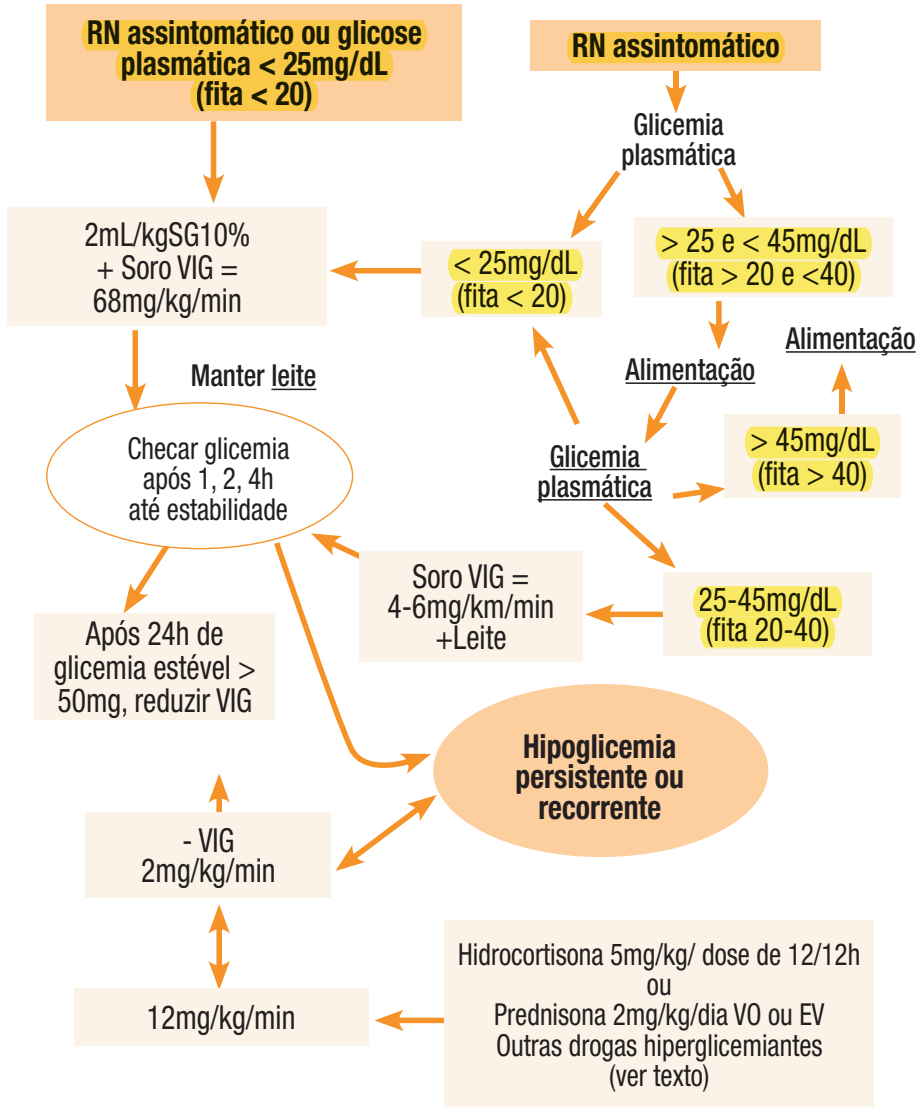 RN assintomático ou glicose
plasmática < 25mg/dL
(fita < 20)
RN assintomático
Glicemia
plasmática
2mL/kgSG10%
+ Soro VIG =
68mg/kg/min
< 25mg/dL
(fita < 20)
> 25 e < 45mg/dL
(fita > 20 e <40)
Alimentação
Manter leite
Alimentação
Checar glicemia
após 1, 2, 4h
até estabilidade
Glicemia
plasmática
> 45mg/dL
(fita > 40)
Soro VIG =
4-6mg/km/min
+Leite
25-45mg/dL
(fita 20-40)
Após 24h de
glicemia estével >
50mg, reduzir VIG
Hipoglicemia
persistente ou
recorrente
- VIG
2mg/kg/min
12mg/kg/min
Hidrocortisona 5mg/kg/ dose de 12/12h
ou
Prednisona 2mg/kg/dia VO ou EV
Outras drogas hiperglicemiantes
(ver texto)